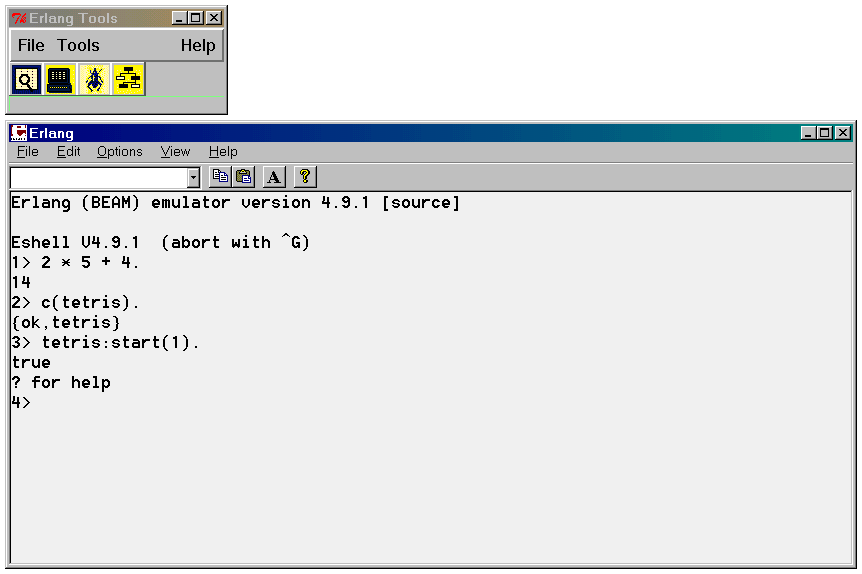 Erlang Tools
File Tools Help
Erlang
File Edit Options View Help
A ?
Erlang (BEAM) emulator version 4.9.1 [source]
Eshell V4.9.1 (abort with ^G)
1> 2 * 5 + 4.
14
2> c(tetris).
{ok,tetris}
3> tetris:start(1).
true
? for help
4>